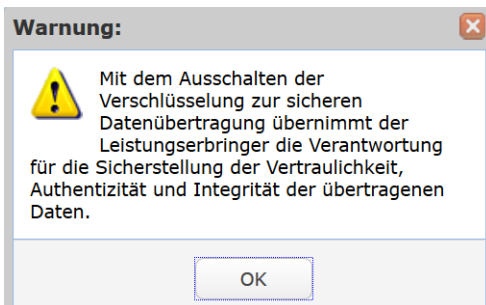 Warnung:
Mit dem Ausschalten der
Verschlüsselung zur sicheren
Datenübertragung übernimmt der
Leistungserbringer die Verantwortung
für die Sicherstellung der Vertraulichkeit,
Authentizität und Integrität der übertragenen
Daten.
OK